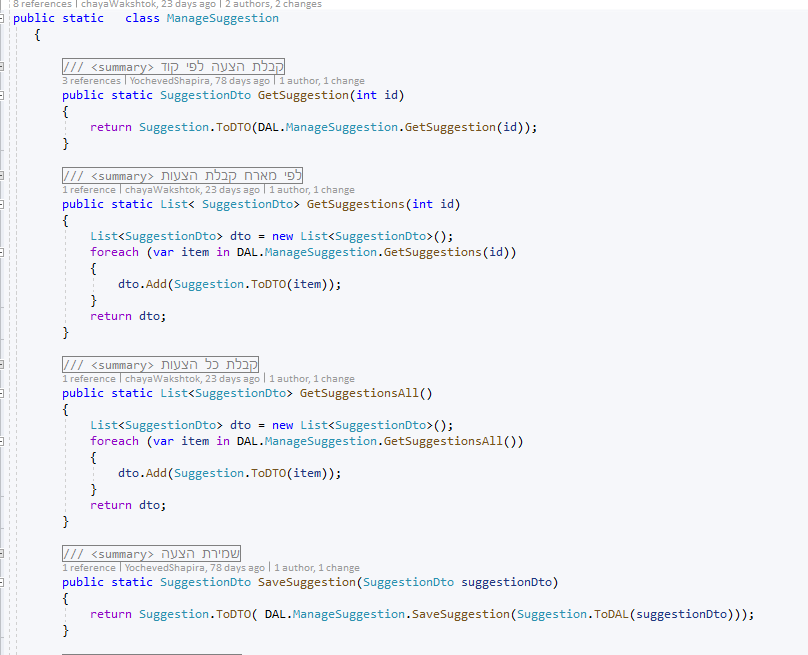 8 references | chayaWakshtok, 23 days ago | 2 authors, 2 changes
public static   class ManageSuggestion
{
/// <summary> קבלת הצעה לפי קוד
3 references | YochevedShapira, 78 days ago | 1 author, 1 change
public static SuggestionDto GetSuggestion(int id)
{
return Suggestion.ToDTO(DAL.ManageSuggestion.GetSuggestion(id));
}
/// <summary> לפי מארח קבלת הצעות
1 reference | chayaWakshtok, 23 days ago | 1 author, 1 change
public static List< SuggestionDto> GetSuggestions(int id)
{
List<SuggestionDto> dto = new List<SuggestionDto>();
foreach (var item in DAL.ManageSuggestion.GetSuggestions(id))
{
dto.Add(Suggestion.ToDTO(item));
}
return dto;
}
/// <summary> קבלת כל הצעות
1 reference | chayaWakshtok, 23 days ago | 1 author, 1 change
public static List<SuggestionDto> GetSuggestionsAll()
{
List<SuggestionDto> dto = new List<SuggestionDto>();
foreach (var item in DAL.ManageSuggestion.GetSuggestionsAll())
{
dto.Add(Suggestion.ToDTO(item));
}
return dto;
}
/// <summary> שמירת הצעה
1 reference | YochevedShapira, 78 days ago | 1 author, 1 change
public static SuggestionDto SaveSuggestion(SuggestionDto suggestionDto)
{
return Suggestion.ToDTO( DAL.ManageSuggestion.SaveSuggestion(Suggestion.ToDAL(suggestionDto)));
}